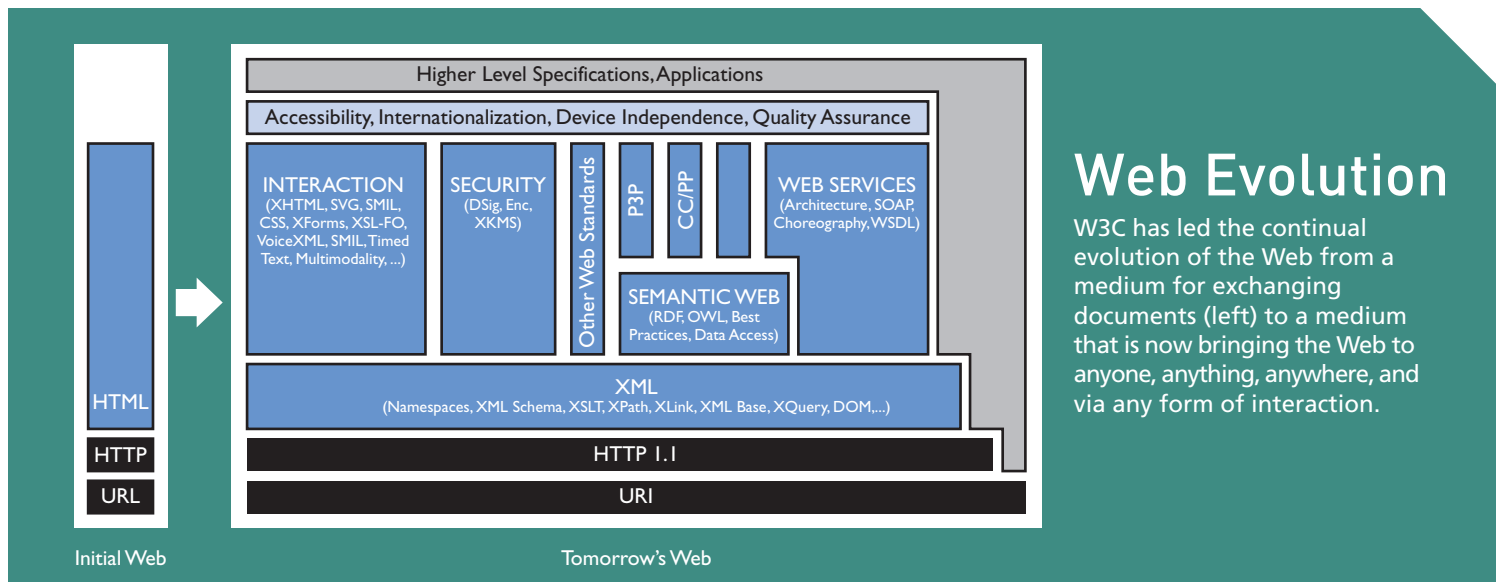 Higher Level Specifications, Applications
Accessibility, Internationalization, Device Independence, Quality Assurance
INTERACTION
(XHTML, SVG, SMIL,
CSS, XForms, XSL-FO,
VoiceXML, SMIL, Timed
Text, Multimodality, ...)
SECURITY
(DSig, Enc,
XKMS)
Other Web Standards
P3P
CC/PP
WEB SERVICES
(Architecture, SOAP,
Choreography, WSDL)
SEMANTIC WEB
(RDF, OWL, Best
Practices, Data Access)
XML
(Namespaces, XML Schema, XSLT, XPath, XLink, XML Base, XQuery, DOM,...)
HTTP 1.1
URI
HTML
HTTP
URL
Initial Web
Tomorrow's Web
Web Evolution
W3C has led the continual
evolution of the Web from a
medium for exchanging
documents (left) to a medium
that is now bringing the Web to
anyone, anything, anywhere, and
via any form of interaction.